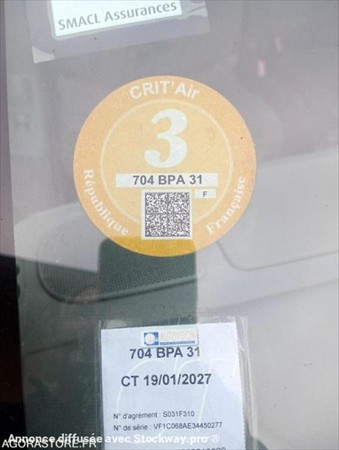 SMACL Assurances
CRIT'Air
3
704 BPA 31
F
République Française
704 BPA 31
CT 19/01/2027
N° d'agrément : S031F310
N° de série : VF1C068AE34450277
Annonce diffusée avec Stockway.pro ®
AGORASTORE.FR